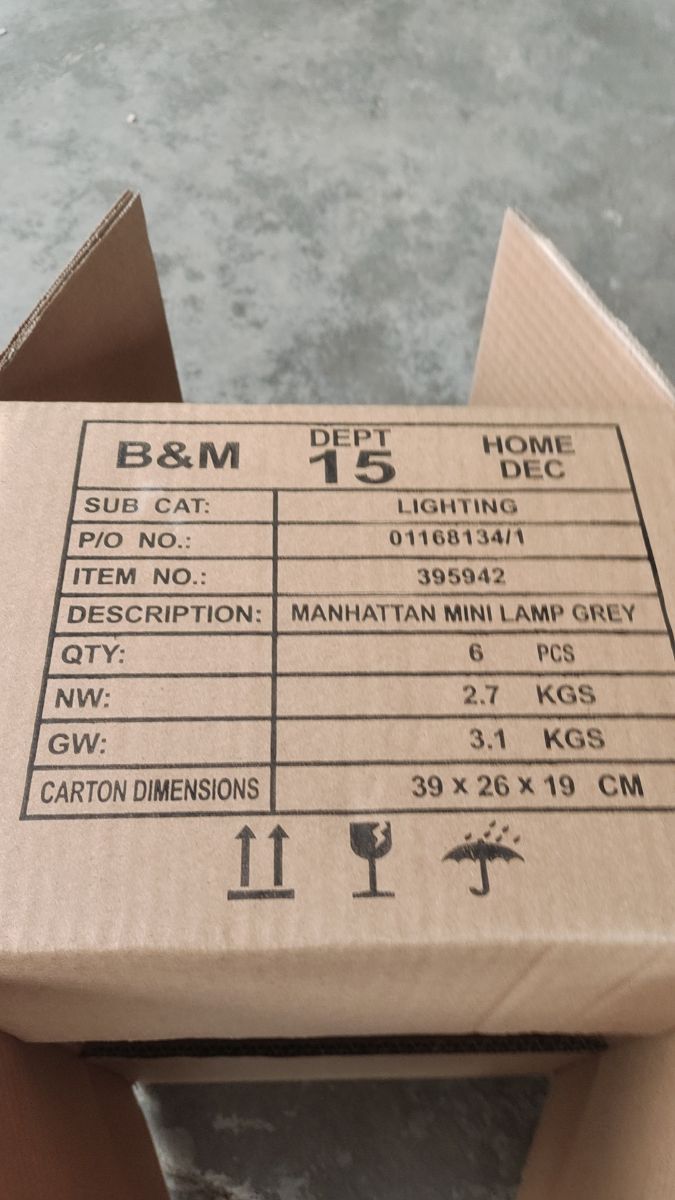 B&M DEPT 15 HOME DEC
SUB CAT: LIGHTING
P/O NO.: 01168134/1
ITEM NO.: 395942
DESCRIPTION: MANHATTAN MINI LAMP GREY
QTY: 6 PCS
NW: 2.7 KGS
GW: 3.1 KGS
CARTON DIMENSIONS 39 X 26 X 19 CM